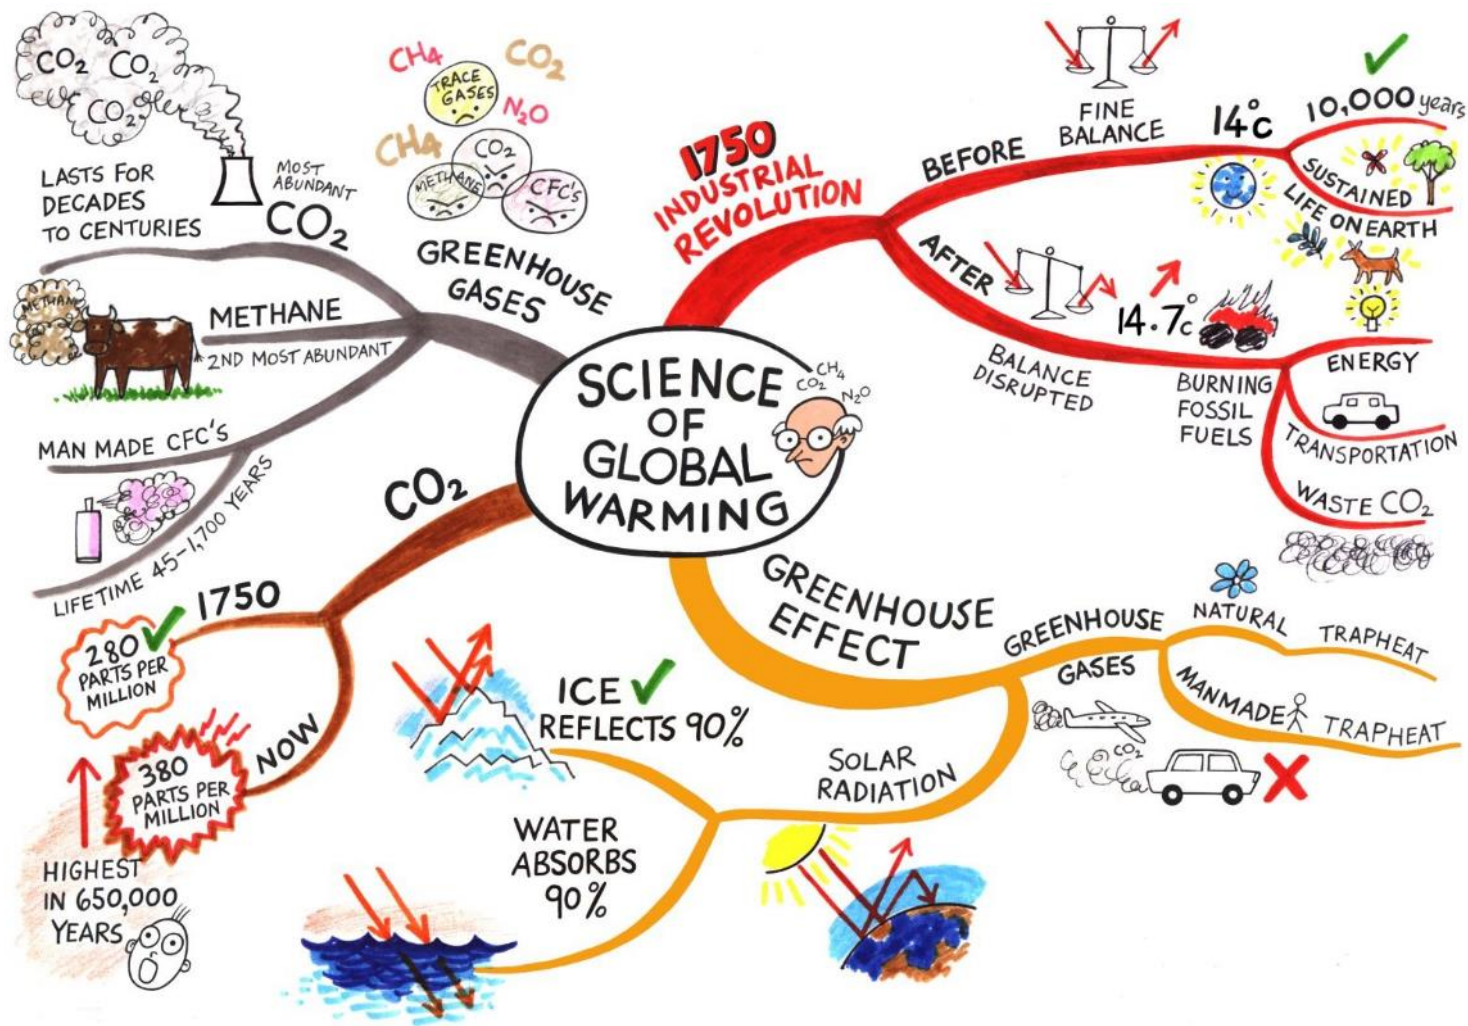 SCIENCE
OF
GLOBAL
WARMING
CO2
CH4
N2O
1750
INDUSTRIAL
REVOLUTION
BEFORE
FINE
BALANCE
14°C
10,000 years
SUSTAINED
LIFE ON EARTH
AFTER
BALANCE
DISRUPTED
14.7°C
BURNING
FOSSIL
FUELS
ENERGY
TRANSPORTATION
WASTE CO2
GREENHOUSE
EFFECT
GREENHOUSE
GASES
NATURAL
TRAP HEAT
MANMADE
TRAP HEAT
CO2
SOLAR
RADIATION
ICE
REFLECTS 90%
WATER
ABSORBS
90%
CO2
1750
280
PARTS PER
MILLION
NOW
380
PARTS PER
MILLION
HIGHEST
IN 650,000
YEARS
GREENHOUSE
GASES
CH4
CO2
TRACE
GASES
N2O
CH4
CO2
METHANE
CFC's
CO2
CO2
CO2
MOST
ABUNDANT
CO2
LASTS FOR
DECADES
TO CENTURIES
METHANE
METHANE
2ND MOST ABUNDANT
MAN MADE CFC'S
LIFETIME 45-1,700 YEARS